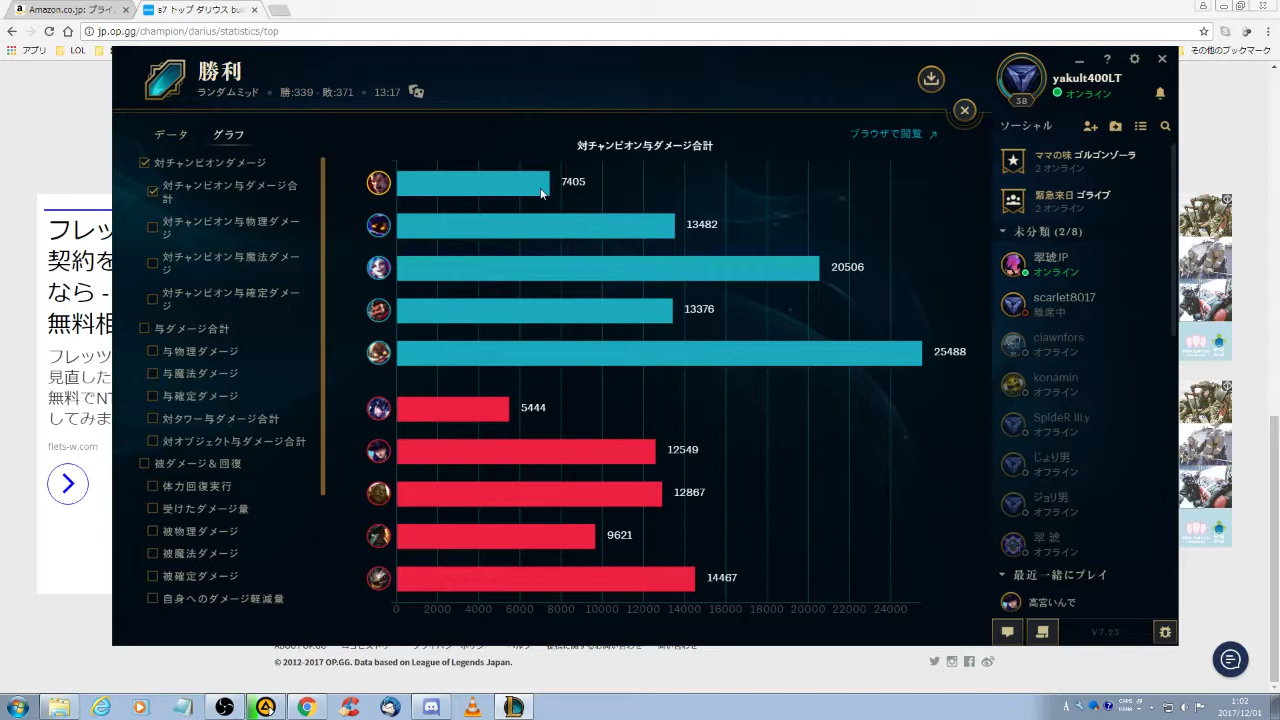 Amazon.co.jp: プライ
s7 トップ ダリウス bui
jp.op.gg/champion/darius/statistics/top
アプリ
LOL
その他のブックマーク
勝利
ランダムミッド • 勝:339 - 敗:371 • 13:17
38
yakult400LT
オンライン
データ
グラフ
ブラウザで閲覧
対チャンピオン与ダメージ合計
ソーシャル
対チャンピオンダメージ
対チャンピオン与ダメージ合
計
対チャンピオン与物理ダメー
ジ
対チャンピオン与魔法ダメー
ジ
対チャンピオン与確定ダメー
ジ
与ダメージ合計
与物理ダメージ
与魔法ダメージ
与確定ダメージ
対タワー与ダメージ合計
対オブジェクト与ダメージ合計
被ダメージ＆回復
体力回復実行
受けたダメージ量
被物理ダメージ
被魔法ダメージ
被確定ダメージ
自身へのダメージ軽減量
7405
13482
20506
13376
25488
5444
12549
12867
9621
14467
0 2000 4000 6000 8000 10000 12000 14000 16000 18000 20000 22000 24000
ママの味 ゴルゴンゾーラ
2 オンライン
緊急来日 ゴライブ
2 オンライン
未分類 (2/8)
翠琥JP
オンライン
scarlet8017
離席中
clawnfors
オフライン
konamin
オフライン
オフライン
じょり男
オフライン
ジョリ男
オフライン
翠 琥
オフライン
最近一緒にプレイ
高宮いんで
V7.23
フレッ
契約を
なら -
無料相
フレッツ
見直した
無料でNT
してみま
flets-w.com
© 2012-2017 OP.GG. Data based on League of Legends Japan.
1:02
2017/12/01